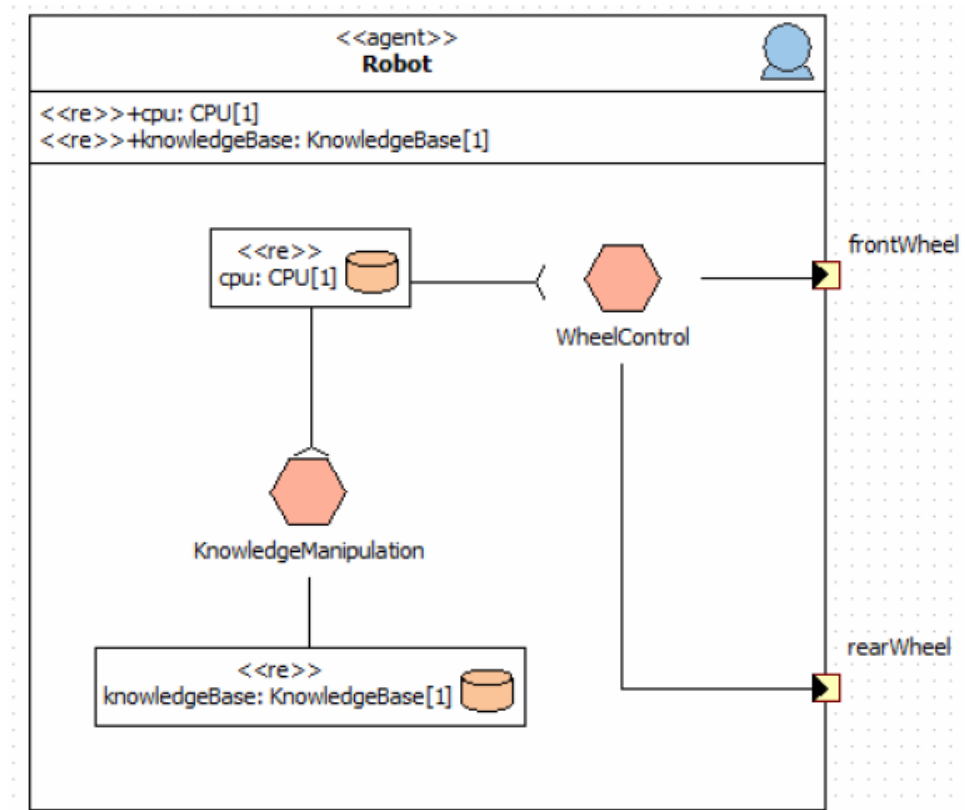 <<agent>>
Robot
<<re>>+cpu: CPU[1]
<<re>>+knowledgeBase: KnowledgeBase[1]
<<re>>
cpu: CPU[1]
WheelControl
frontWheel
KnowledgeManipulation
<<re>>
knowledgeBase: KnowledgeBase[1]
rearWheel